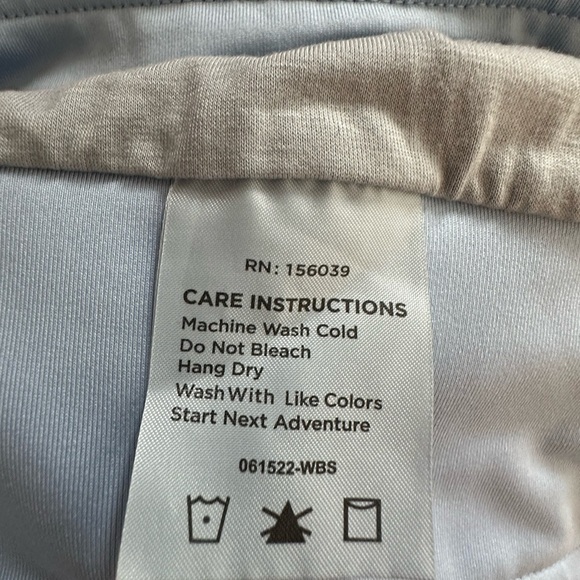 RN: 156039
CARE INSTRUCTIONS
Machine Wash Cold
Do Not Bleach
Hang Dry
Wash With Like Colors
Start Next Adventure
061522-WBS